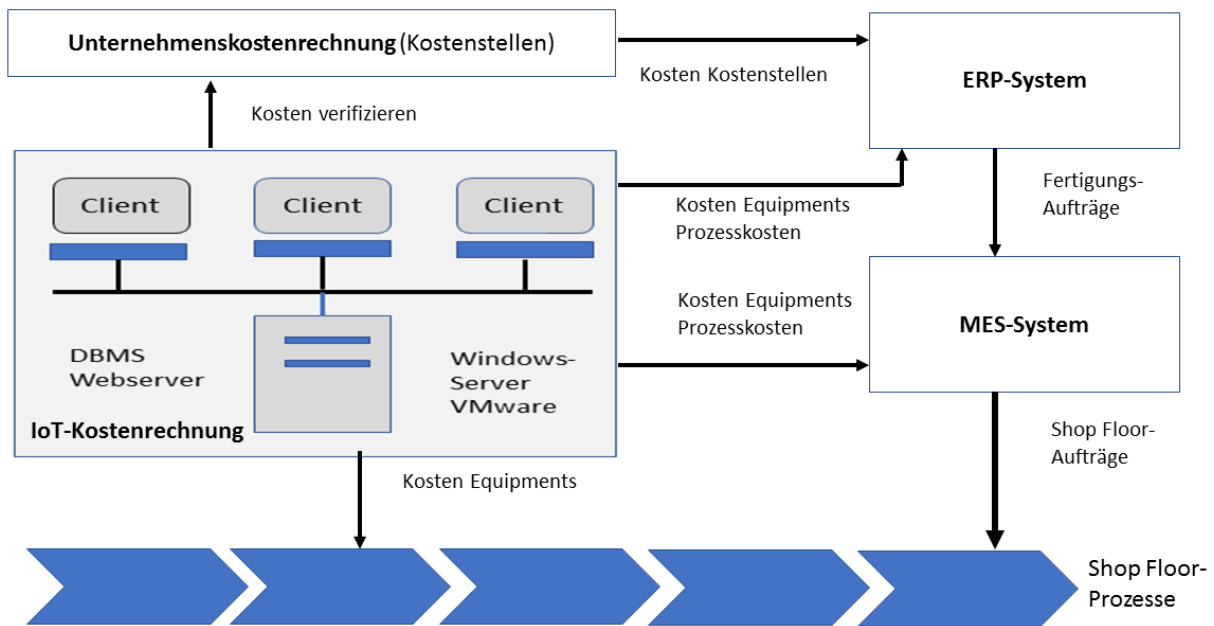 Unternehmenskostenrechnung (Kostenstellen)
Kosten Kostenstellen
ERP-System
Kosten verifizieren
Client
Client
Client
Kosten Equipments
Prozesskosten
Fertigungs-
Aufträge
Kosten Equipments
Prozesskosten
MES-System
DBMS
Webserver
Windows-
Server
VMware
IoT-Kostenrechnung
Shop Floor-
Aufträge
Kosten Equipments
Shop Floor-
Prozesse